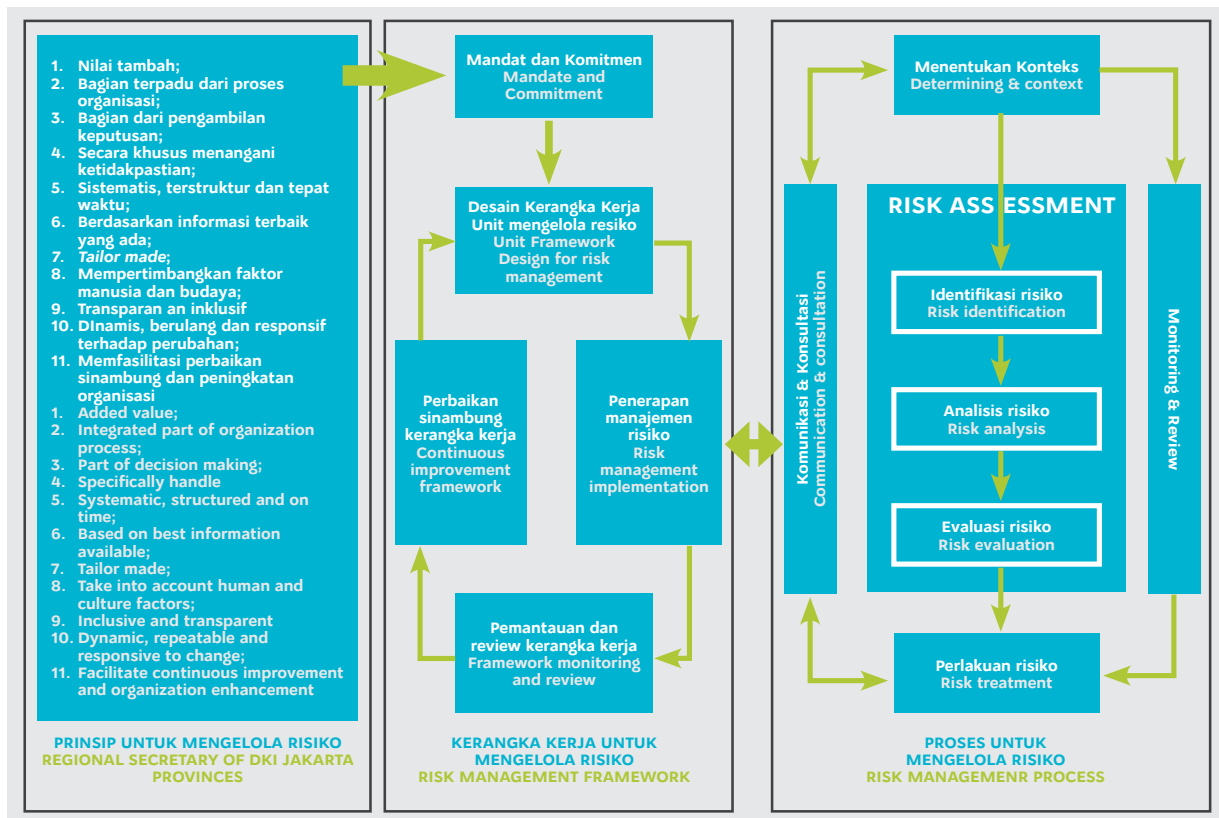 1. Nilai tambah;
2. Bagian terpadu dari proses
organisasi;
3. Bagian dari pengambilan
keputusan;
4. Secara khusus menangani
ketidakpastian;
5. Sistematis, terstruktur dan tepat
waktu;
6. Berdasarkan informasi terbaik
yang ada;
7. Tailor made;
8. Mempertimbangkan faktor
manusia dan budaya;
9. Transparan an inklusif
10. DInamis, berulang dan responsif
terhadap perubahan;
11. Memfasilitasi perbaikan
sinambung dan peningkatan
organisasi
1. Added value;
2. Integrated part of organization
process;
3. Part of decision making;
4. Specifically handle
5. Systematic, structured and on
time;
6. Based on best information
available;
7. Tailor made;
8. Take into account human and
culture factors;
9. Inclusive and transparent
10. Dynamic, repeatable and
responsive to change;
11. Facilitate continuous improvement
and organization enhancement
PRINSIP UNTUK MENGELOLA RISIKO
REGIONAL SECRETARY OF DKI JAKARTA
PROVINCES
Mandat dan Komitmen
Mandate and
Commitment
Desain Kerangka Kerja
Unit mengelola resiko
Unit Framework
Design for risk
management
Perbaikan
sinambung
kerangka kerja
Continuous
improvement
framework
Penerapan
manajemen
risiko
Risk
management
implementation
Pemantauan dan
review kerangka kerja
Framework monitoring
and review
KERANGKA KERJA UNTUK
MENGELOLA RISIKO
RISK MANAGEMENT FRAMEWORK
Menentukan Konteks
Determining & context
Komunikasi & Konsultasi
Communication & consultation
RISK ASSESSMENT
Identifikasi risiko
Risk identification
Analisis risiko
Risk analysis
Evaluasi risiko
Risk evaluation
Monitoring & Review
Perlakuan risiko
Risk treatment
PROSES UNTUK
MENGELOLA RISIKO
RISK MANAGEMENR PROCESS